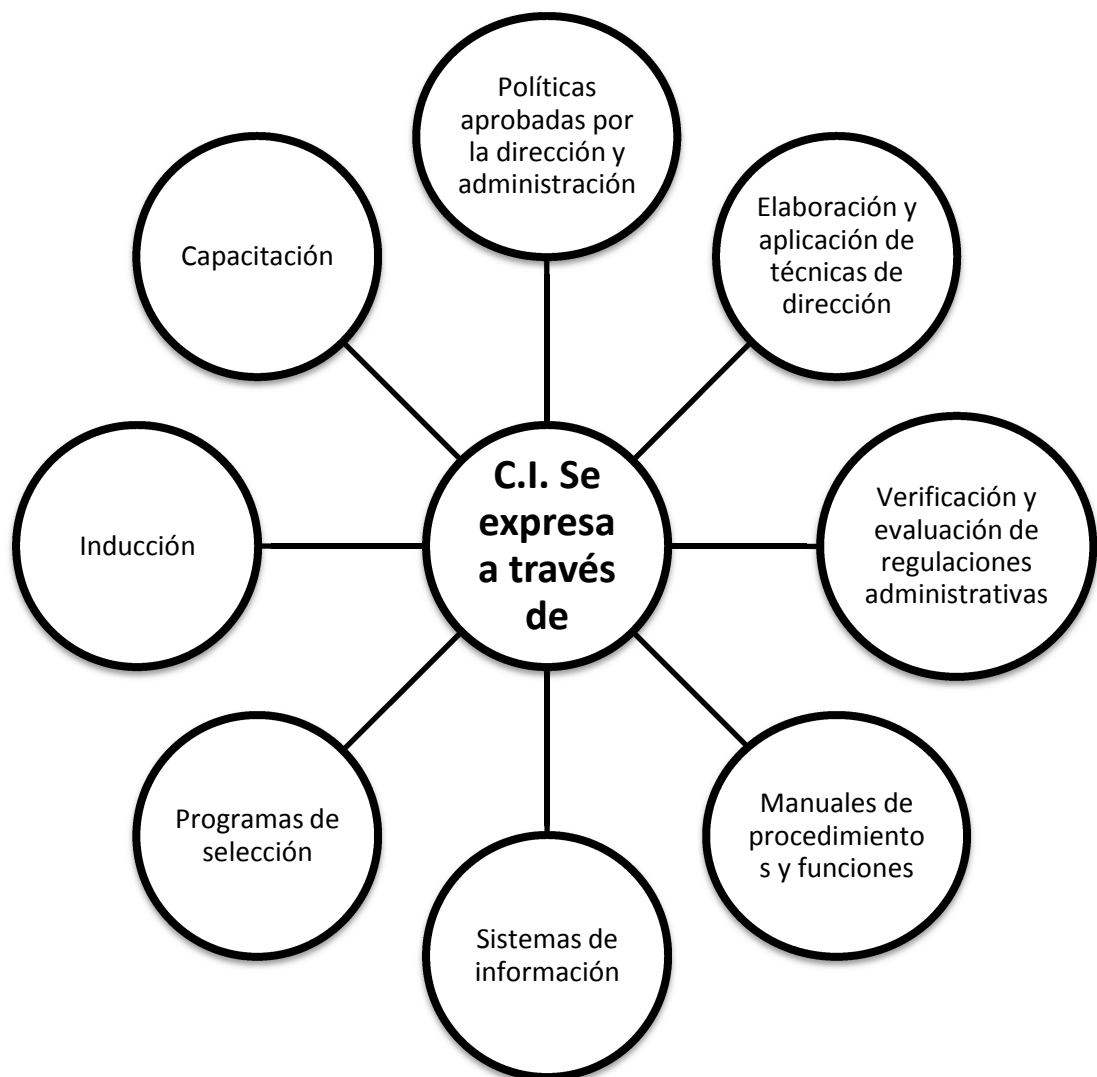 Políticas
aprobadas por
la dirección y
administración
Elaboración y
aplicación de
técnicas de
dirección
Verificación y
evaluación de
regulaciones
administrativas
Manuales de
procedimiento
s y funciones
Sistemas de
información
Programas de
selección
Inducción
Capacitación
C.I. Se
expresa
a través
de